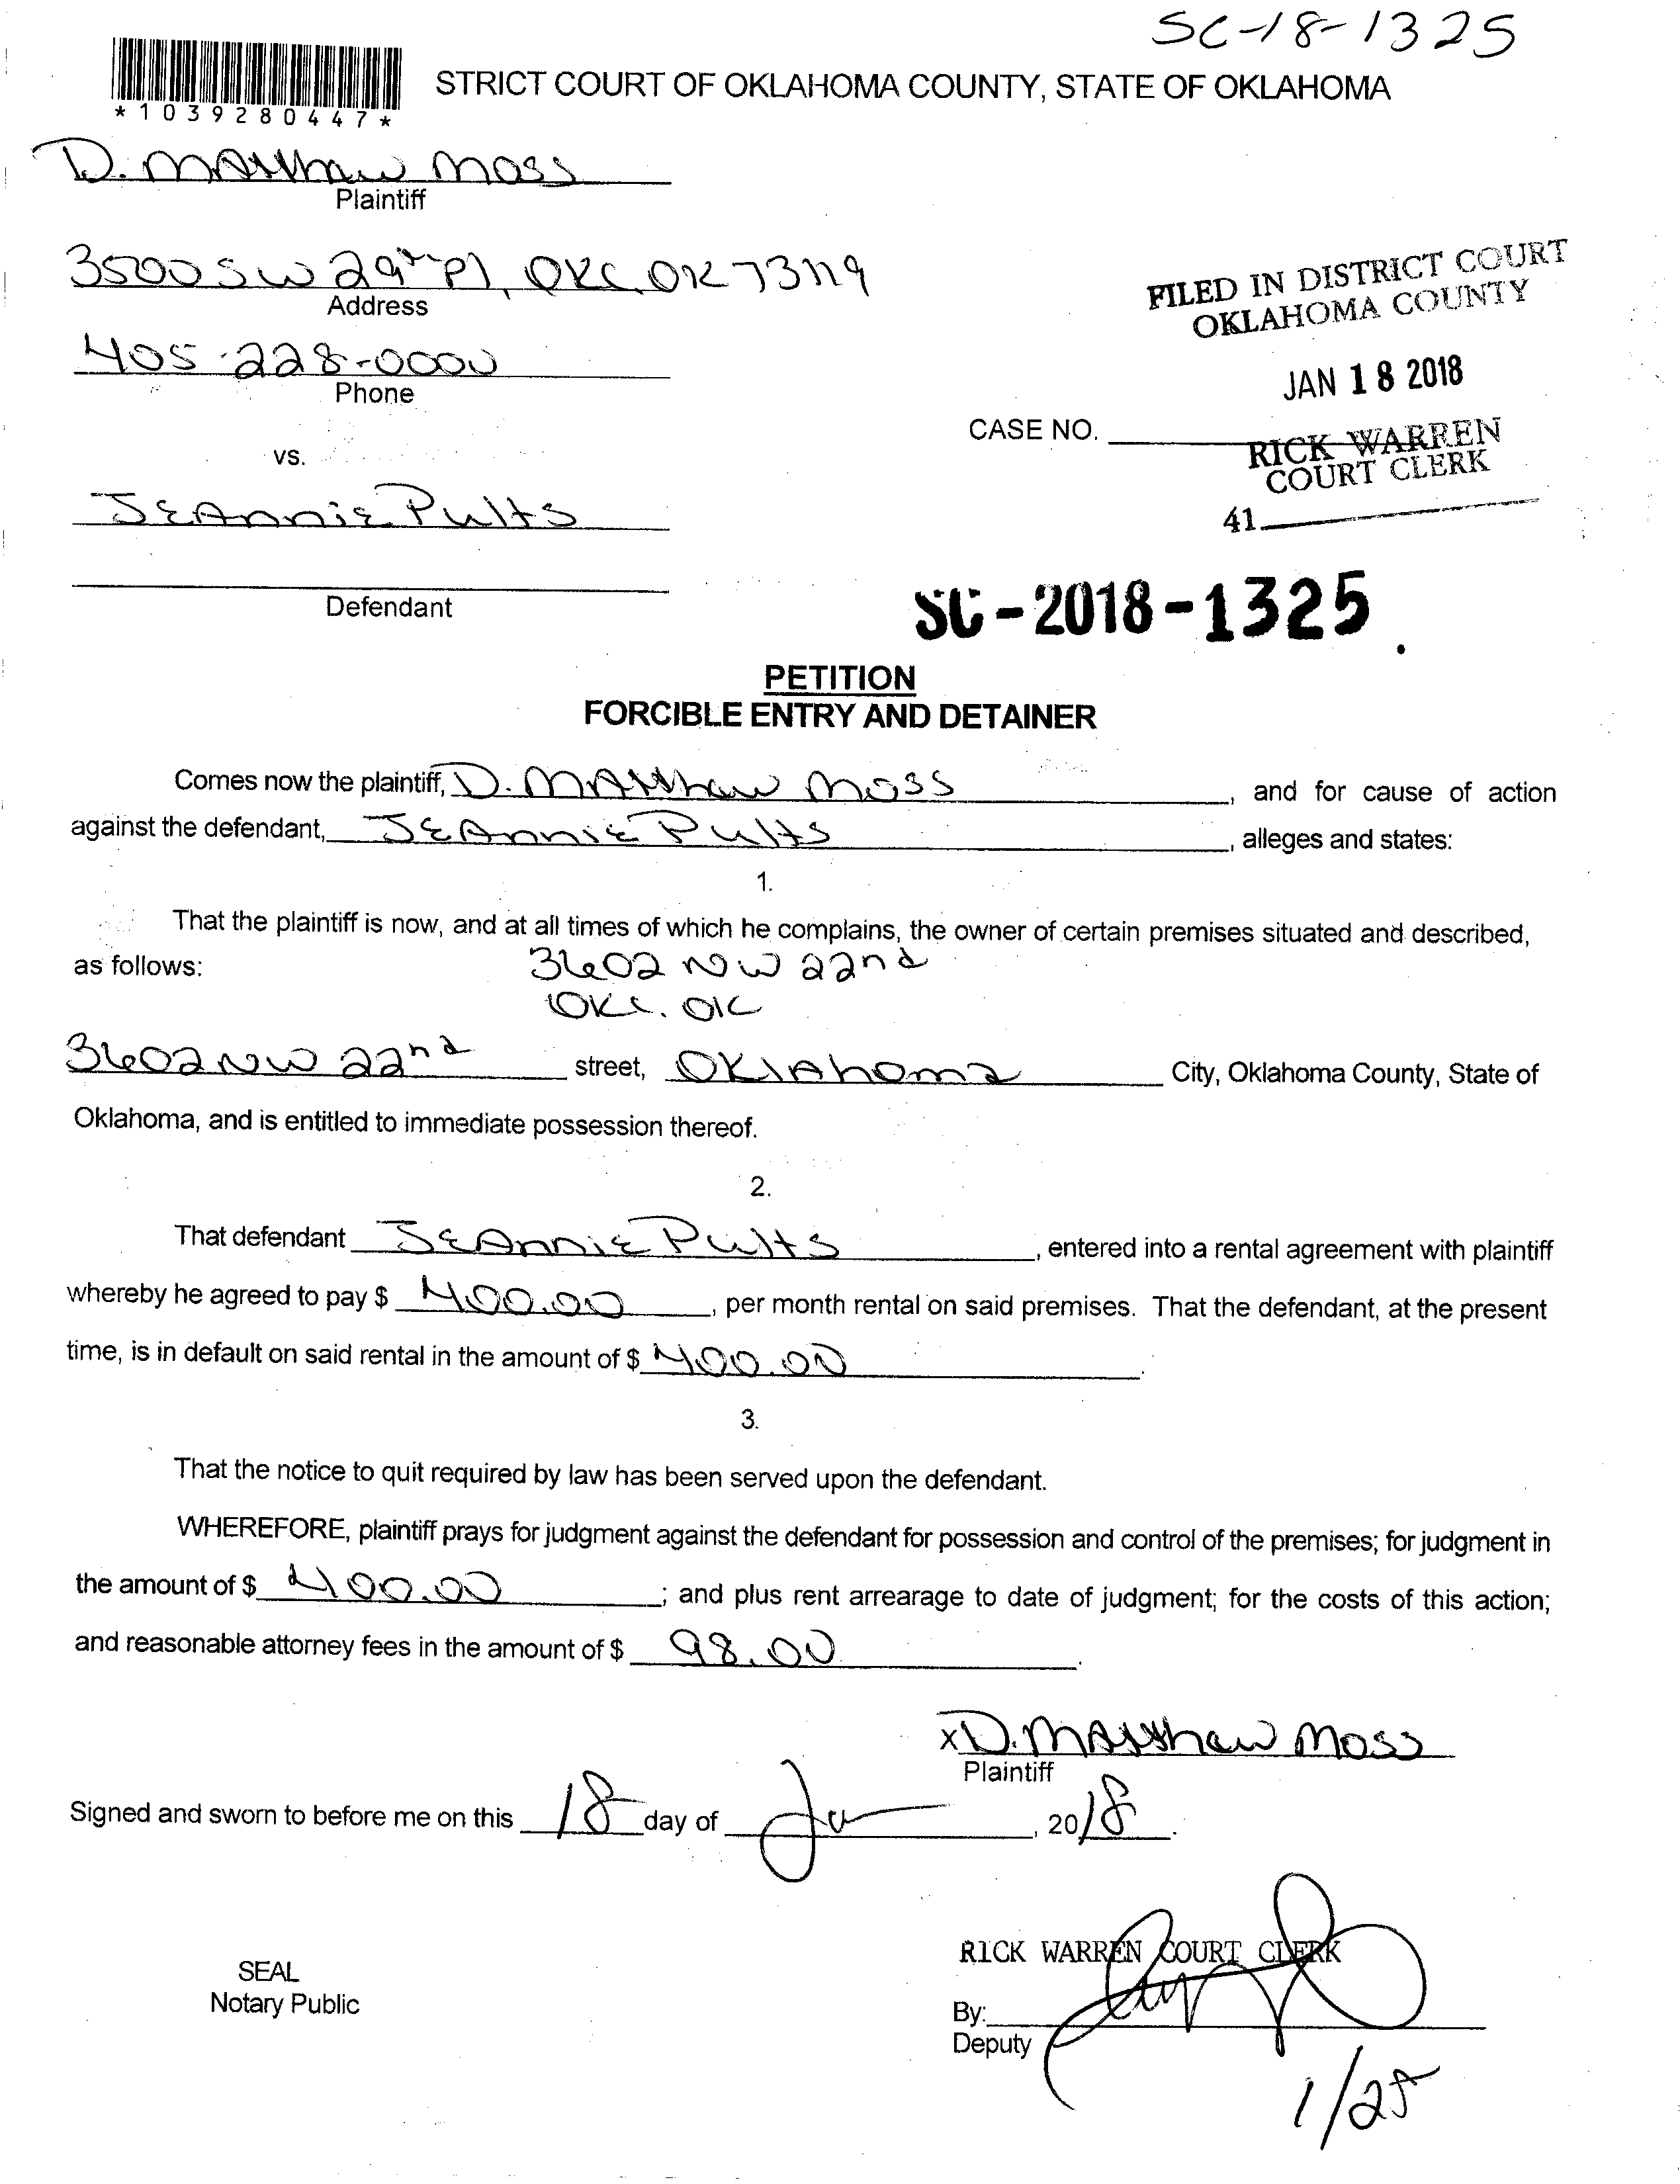 SC-18-1325
STRICT COURT OF OKLAHOMA COUNTY, STATE OF OKLAHOMA
*1039280447*
D. Matthew Moss
Plaintiff
3500 SW 29th Pl, OKC, OK 73119
Address
405-228-0000
Phone
FILED IN DISTRICT COURT
OKLAHOMA COUNTY
JAN 18 2018
CASE NO.
RICK WARREN
COURT CLERK
41
vs.
JEAnnie Pults
Defendant
SC-2018-1325
PETITION
FORCIBLE ENTRY AND DETAINER
Comes now the plaintiff, D. Matthew Moss, and for cause of action
against the defendant, JEAnniE Pults, alleges and states:
1.
That the plaintiff is now, and at all times of which he complains, the owner of certain premises situated and described,
as follows: 3602 NW 22nd
OKC. OK
3602 NW 22nd street, OKlAhoma City, Oklahoma County, State of
Oklahoma, and is entitled to immediate possession thereof.
2.
That defendant JEAnniE Pults, entered into a rental agreement with plaintiff
whereby he agreed to pay $ 400.00, per month rental on said premises. That the defendant, at the present
time, is in default on said rental in the amount of $ 400.00.
3.
That the notice to quit required by law has been served upon the defendant.
WHEREFORE, plaintiff prays for judgment against the defendant for possession and control of the premises; for judgment in
the amount of $ 400.00; and plus rent arrearage to date of judgment; for the costs of this action;
and reasonable attorney fees in the amount of $ 98.00.
x D. Matthew Moss
Plaintiff
Signed and sworn to before me on this 18 day of Jan, 2018.
RICK WARREN COURT CLERK
SEAL
Notary Public
By:
Deputy
1/25